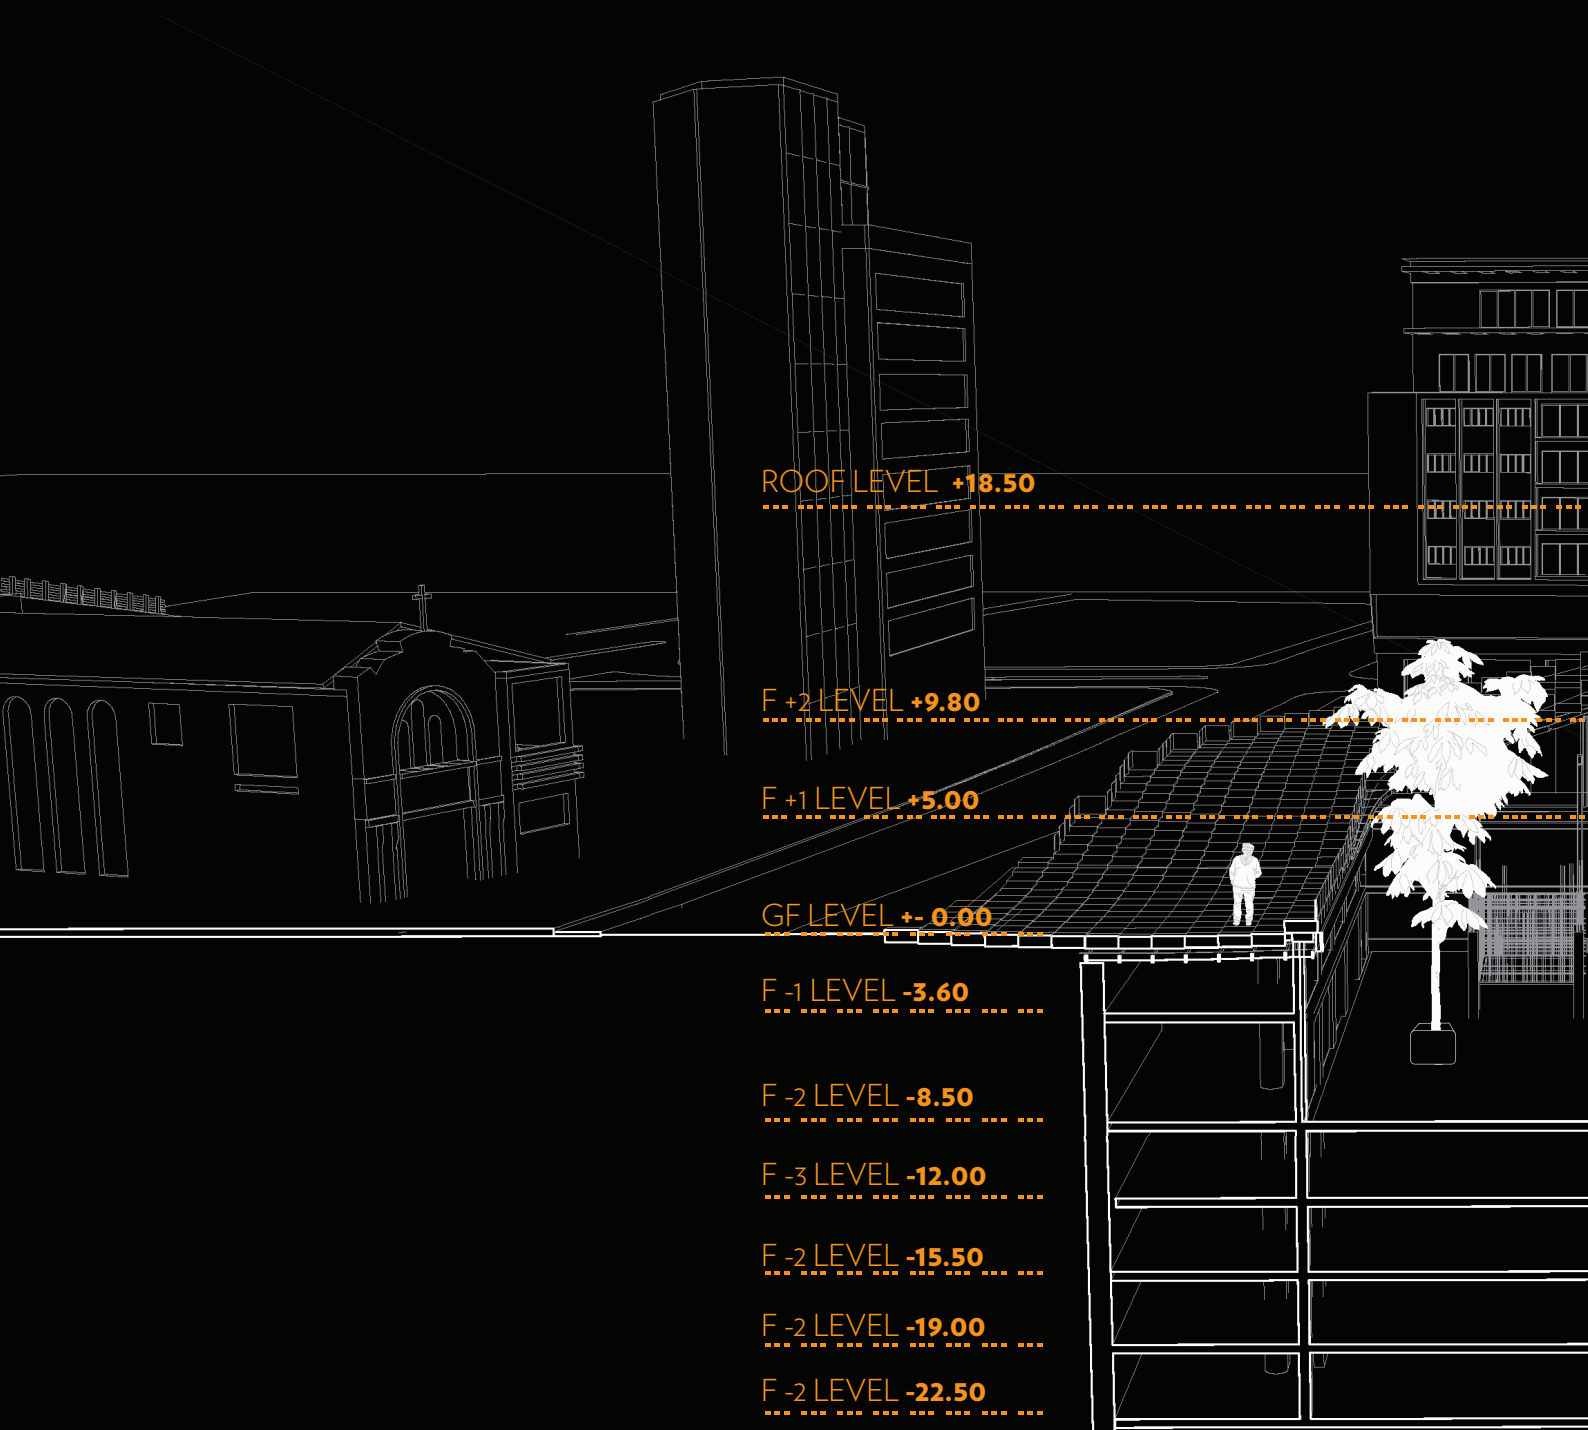 ROOF LEVEL +18.50
F +2 LEVEL +9.80
F +1 LEVEL +5.00
GF LEVEL +- 0.00
F -1 LEVEL -3.60
F -2 LEVEL -8.50
F -3 LEVEL -12.00
F -2 LEVEL -15.50
F -2 LEVEL -19.00
F -2 LEVEL -22.50